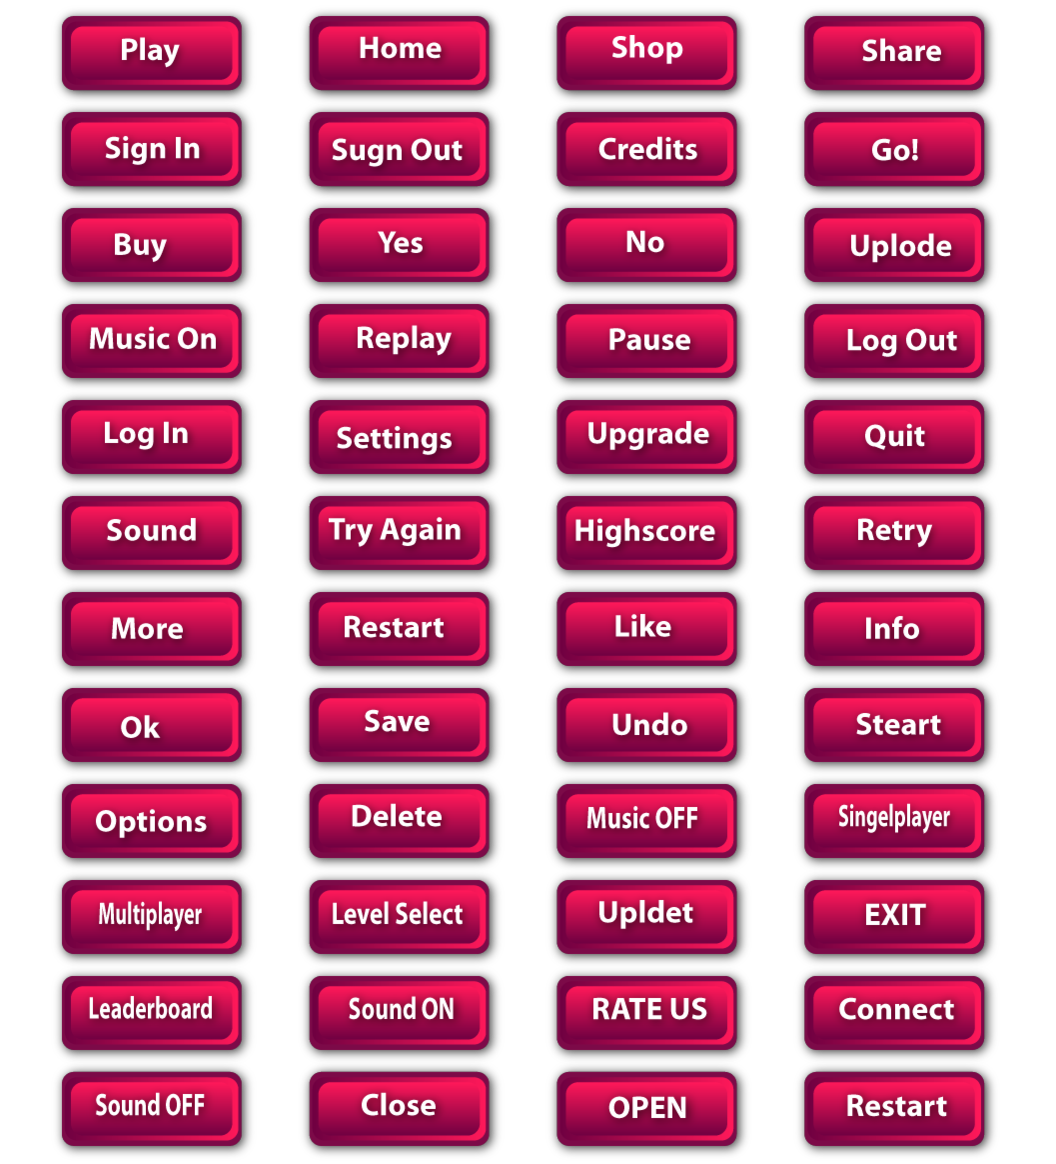 Play
Home
Shop
Share
Sign In
Sugn Out
Credits
Go!
Buy
Yes
No
Uplode
Music On
Replay
Pause
Log Out
Log In
Settings
Upgrade
Quit
Sound
Try Again
Highscore
Retry
More
Restart
Like
Info
Ok
Save
Undo
Steart
Options
Delete
Music OFF
Singelplayer
Multiplayer
Level Select
Upldet
EXIT
Leaderboard
Sound ON
RATE US
Connect
Sound OFF
Close
OPEN
Restart